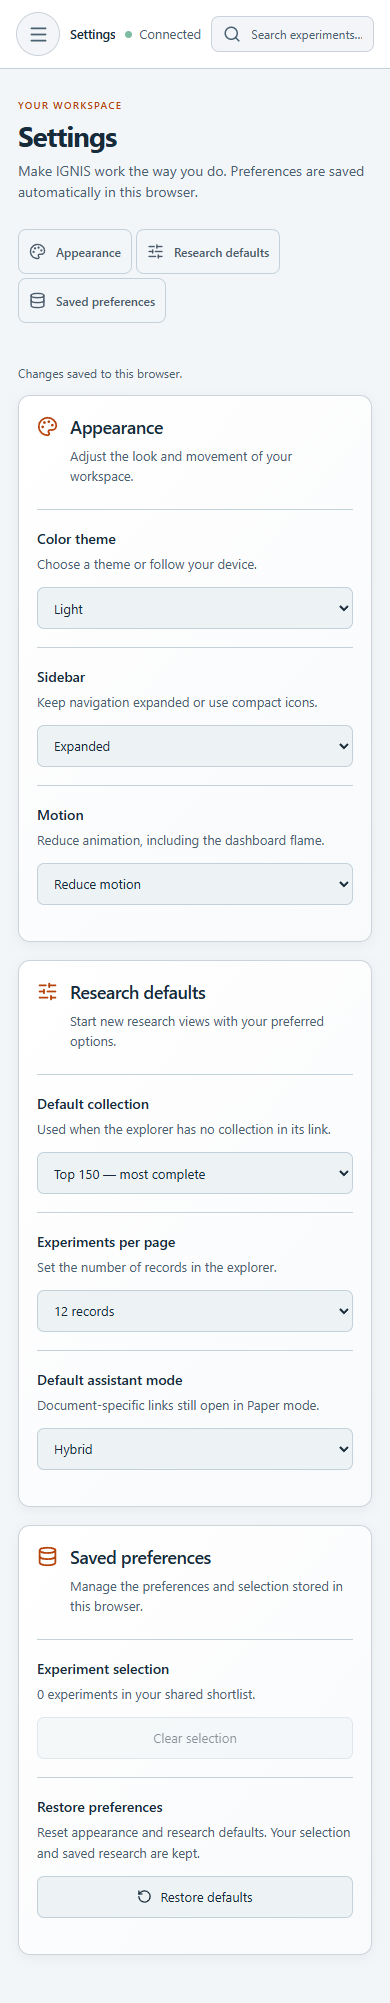 Settings
Connected
Search experiments...
YOUR WORKSPACE
Settings
Make IGNIS work the way you do. Preferences are saved
automatically in this browser.
Appearance
Research defaults
Saved preferences
Changes saved to this browser.
Appearance
Adjust the look and movement of your
workspace.
Color theme
Choose a theme or follow your device.
Light
Sidebar
Keep navigation expanded or use compact icons.
Expanded
Motion
Reduce animation, including the dashboard flame.
Reduce motion
Research defaults
Start new research views with your preferred
options.
Default collection
Used when the explorer has no collection in its link.
Top 150 — most complete
Experiments per page
Set the number of records in the explorer.
12 records
Default assistant mode
Document-specific links still open in Paper mode.
Hybrid
Saved preferences
Manage the preferences and selection stored in
this browser.
Experiment selection
0 experiments in your shared shortlist.
Clear selection
Restore preferences
Reset appearance and research defaults. Your selection
and saved research are kept.
Restore defaults